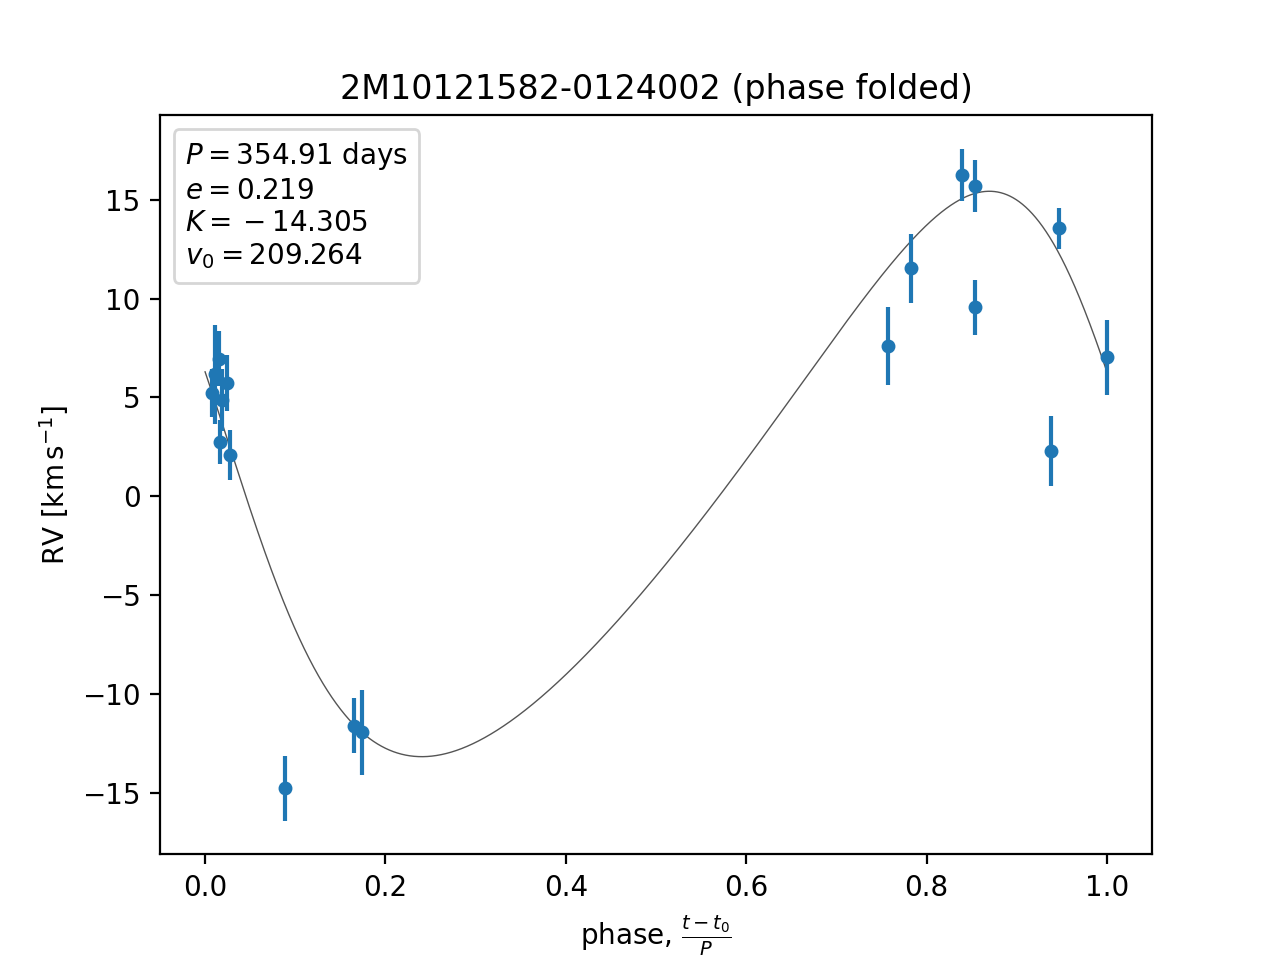 2M10121582-0124002 (phase folded)
P = 354.91 days
e = 0.219
K = −14.305
v₀ = 209.264
RV [km s⁻¹]
15
10
5
0
−5
−10
−15
0.0 0.2 0.4 0.6 0.8 1.0
phase, (t − t₀)/P